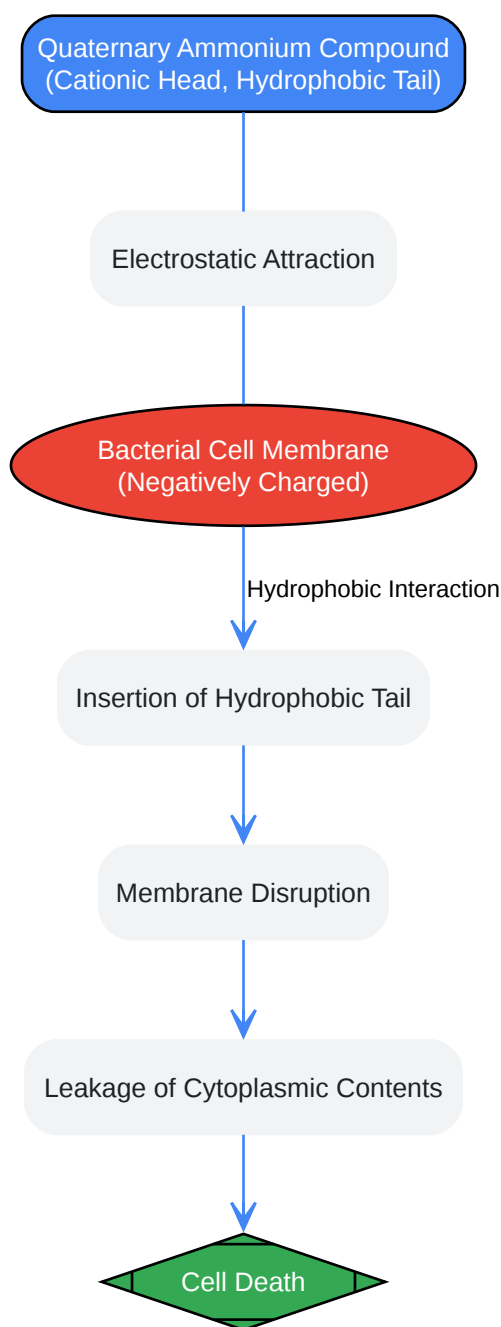 Quaternary Ammonium Compound
(Cationic Head, Hydrophobic Tail)
Electrostatic Attraction
Bacterial Cell Membrane
(Negatively Charged)
Hydrophobic Interaction
Insertion of Hydrophobic Tail
Membrane Disruption
Leakage of Cytoplasmic Contents
Cell Death